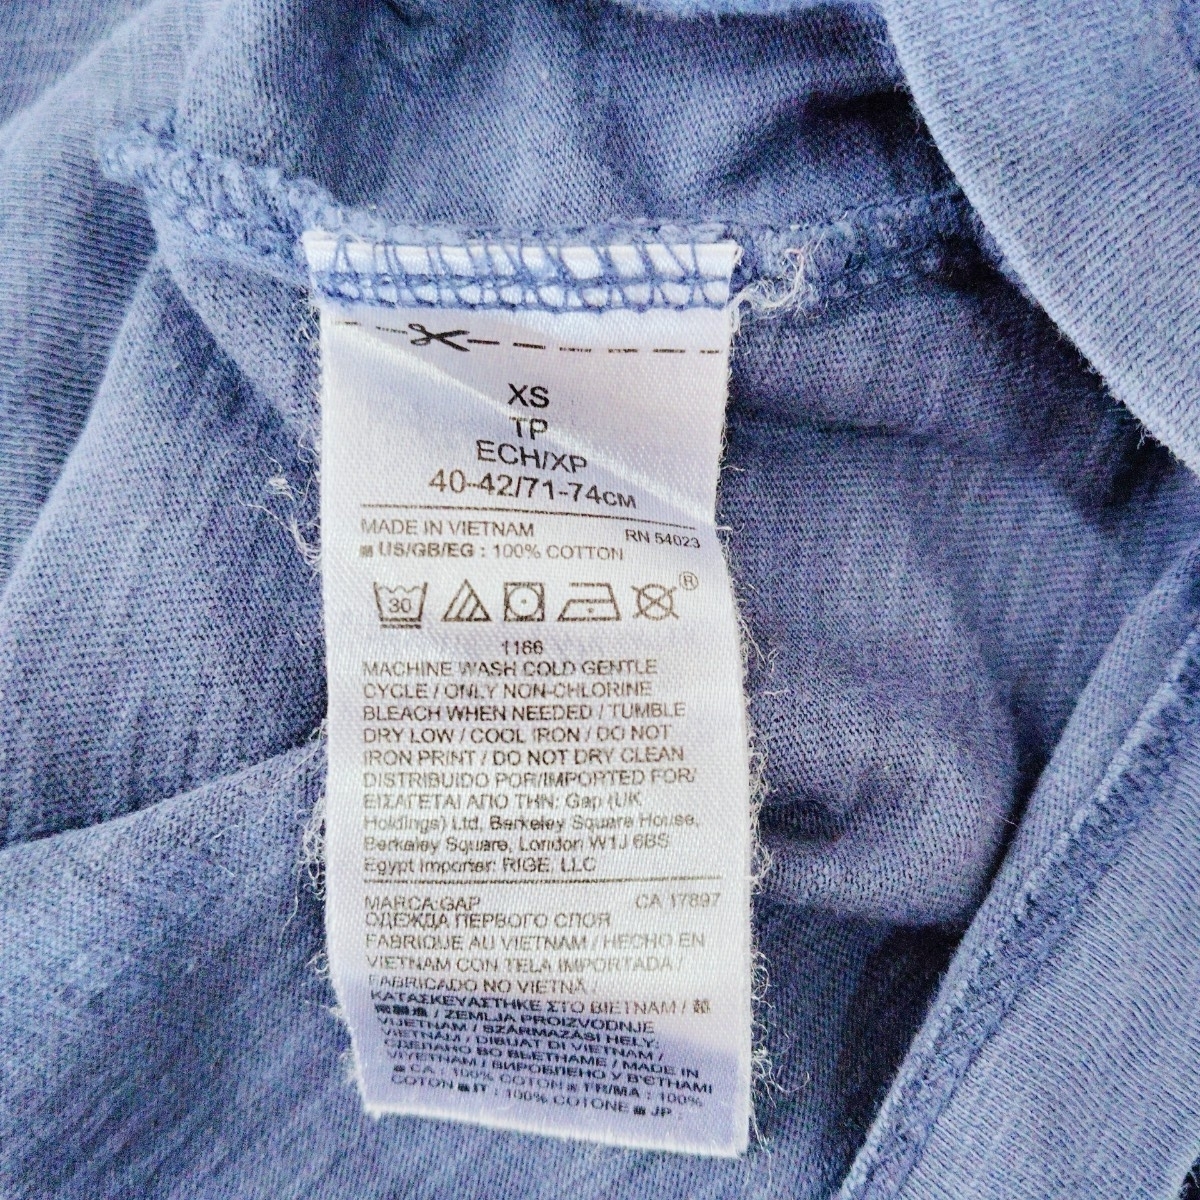 XS
TP
ECH/XP
40-42/71-74CM
MADE IN VIETNAM RN 54023
US/GB/EG : 100% COTTON
30 ®
1166
MACHINE WASH COLD GENTLE
CYCLE / ONLY NON-CHLORINE
BLEACH WHEN NEEDED / TUMBLE
DRY LOW / COOL IRON / DO NOT
IRON PRINT / DO NOT DRY CLEAN
DISTRIBUIDO POR/IMPORTED FOR/
ΕΙΣΑΓΕΤΑΙ ΑΠΟ ΤΗΝ: Gap (UK
Holdings) Ltd, Berkeley Square House,
Berkeley Square, London W1J 6BS
Egypt Importer: RIGE, LLC
MARCA:GAP CA 17897
ОДЕЖДА ПЕРВОГО СЛОЯ
FABRIQUÉ AU VIETNAM / HECHO EN
VIETNAM CON TELA IMPORTADA /
FABRICADO NO VIETNÃ /
ΚΑΤΑΣΚΕΥΑΣΤΗΚΕ ΣΤΟ ΒΙΕΤΝΑΜ /
/ ZEMLJA PROIZVODNJE
VIJETNAM / SZÁRMAZÁSI HELY:
VIETNAM / DIBUAT DI VIETNAM /
СДЕЛАНО ВО ВЬЕТНАМЕ / MADE IN
VIYETNAM / ВИРОБЛЕНО У В'ЄТНАМІ
CA : 100% COTON FR/MA : 100%
COTON IT : 100% COTONE JP